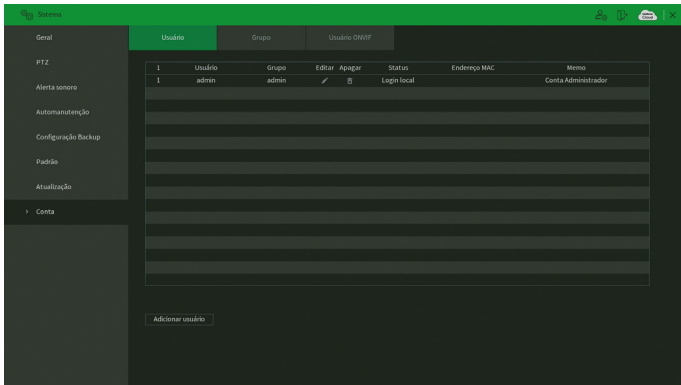 Sistema
Geral
PTZ
Alerta sonoro
Automanutenção
Configuração Backup
Padrão
Atualização
Conta
Usuário Grupo Usuário ONVIF
1 Usuário Grupo Editar Apagar Status Endereço MAC Memo
1 admin admin Login local Conta Administrador
Adicionar usuário